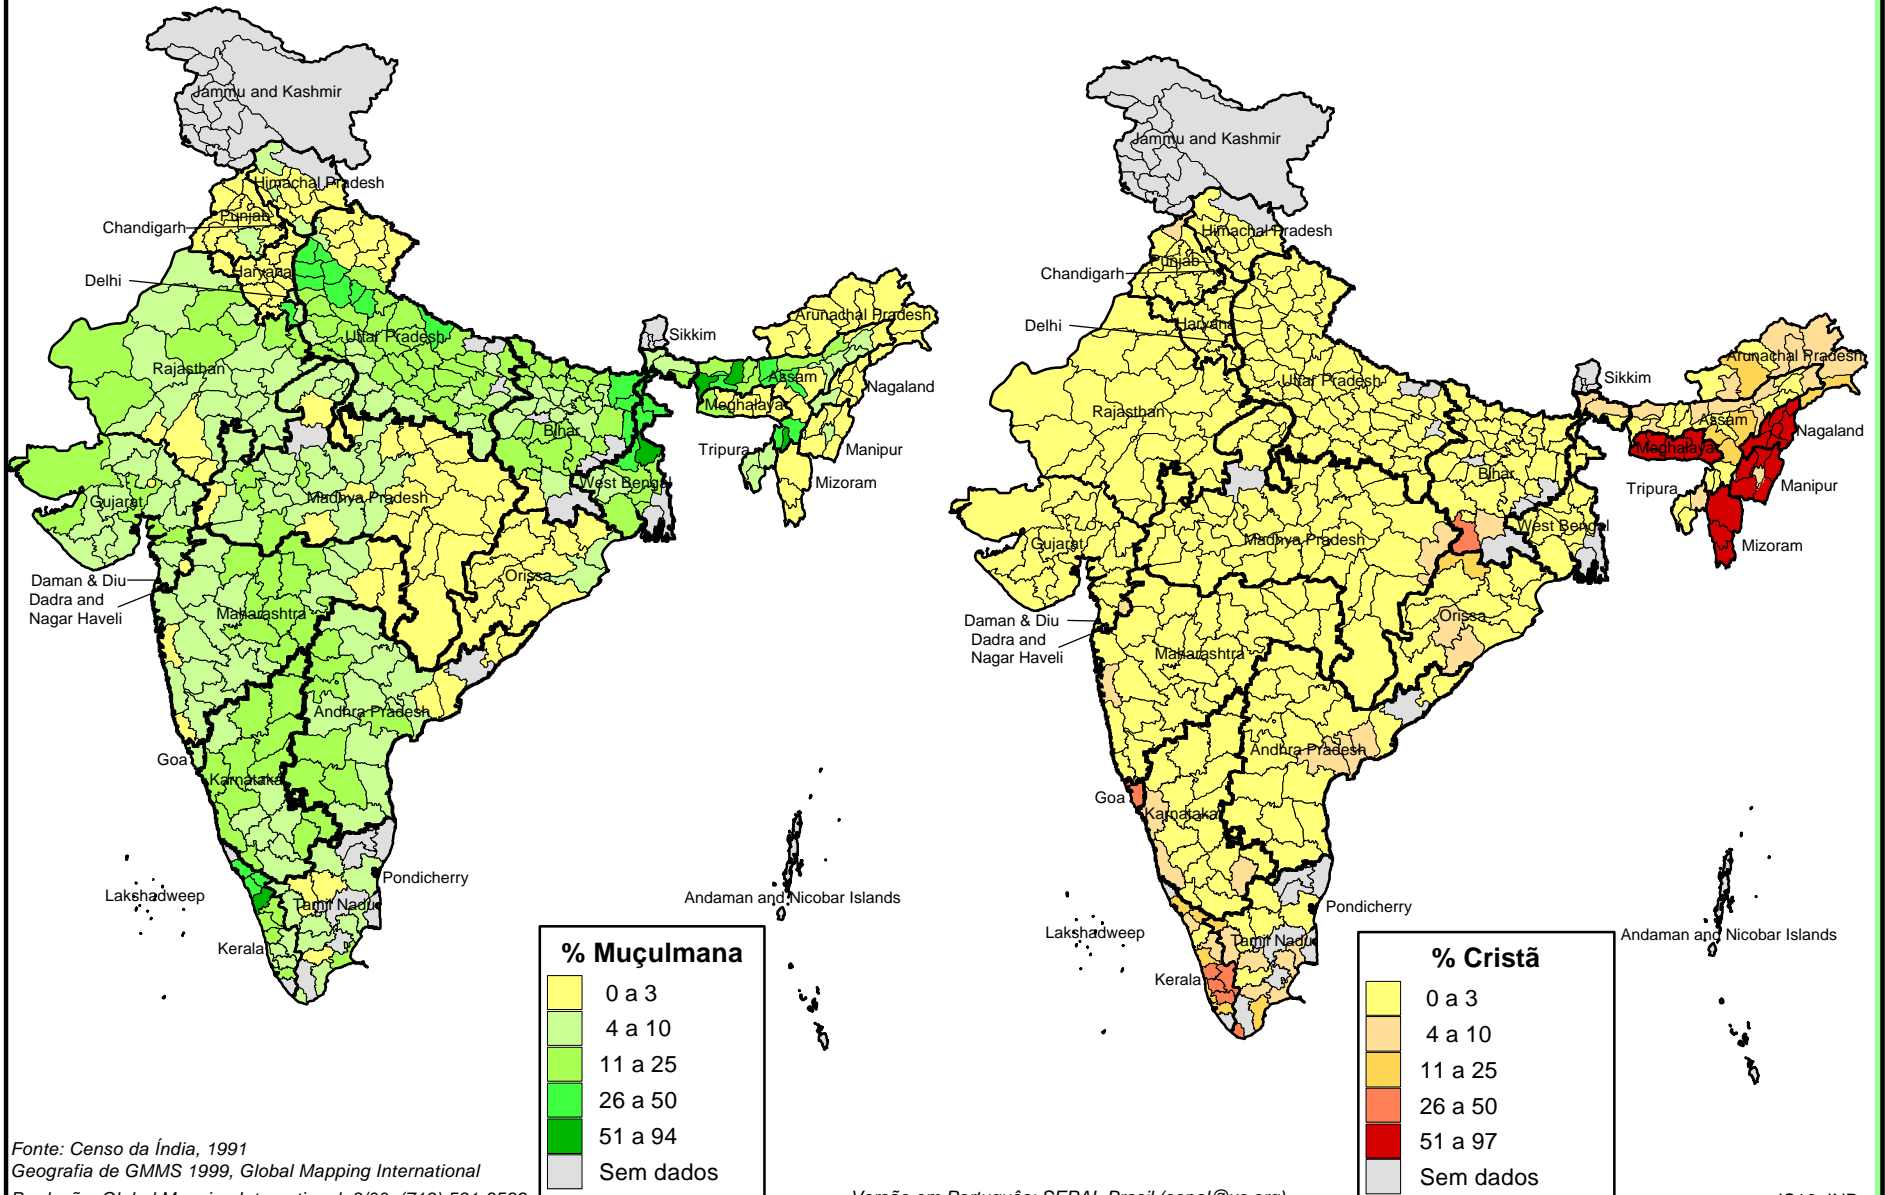 Jammu and Kashmir
Himachal Pradesh
Punjab
Chandigarh
Haryana
Delhi
Uttar Pradesh
Rajasthan
Sikkim
Arunachal Pradesh
Assam
Nagaland
Meghalaya
Bihar
Tripura
Manipur
Mizoram
West Bengal
Gujarat
Madhya Pradesh
Orissa
Daman & Diu
Dadra and
Nagar Haveli
Maharashtra
Andhra Pradesh
Goa
Karnataka
Pondicherry
Lakshadweep
Tamil Nadu
Andaman and Nicobar Islands
Kerala
% Muçulmana
0 a 3
4 a 10
11 a 25
26 a 50
51 a 94
Sem dados
Fonte: Censo da Índia, 1991
Geografia de GMMS 1999, Global Mapping International
Jammu and Kashmir
Himachal Pradesh
Punjab
Chandigarh
Haryana
Delhi
Uttar Pradesh
Rajasthan
Sikkim
Arunachal Pradesh
Assam
Nagaland
Meghalaya
Bihar
Tripura
Manipur
Mizoram
West Bengal
Gujarat
Madhya Pradesh
Orissa
Daman & Diu
Dadra and
Nagar Haveli
Maharashtra
Andhra Pradesh
Goa
Karnataka
Pondicherry
Lakshadweep
Tamil Nadu
Andaman and Nicobar Islands
Kerala
% Cristã
0 a 3
4 a 10
11 a 25
26 a 50
51 a 97
Sem dados